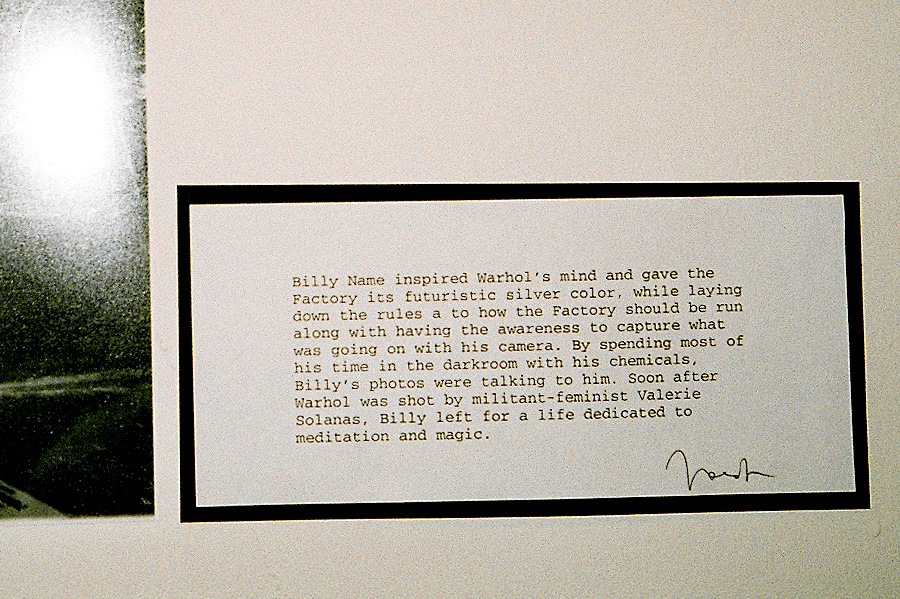 Billy Name inspired Warhol's mind and gave the
Factory its futuristic silver color, while laying
down the rules a to how the Factory should be run
along with having the awareness to capture what
was going on with his camera. By spending most of
his time in the darkroom with his chemicals,
Billy's photos were talking to him. Soon after
Warhol was shot by militant-feminist Valerie
Solanas, Billy left for a life dedicated to
meditation and magic.